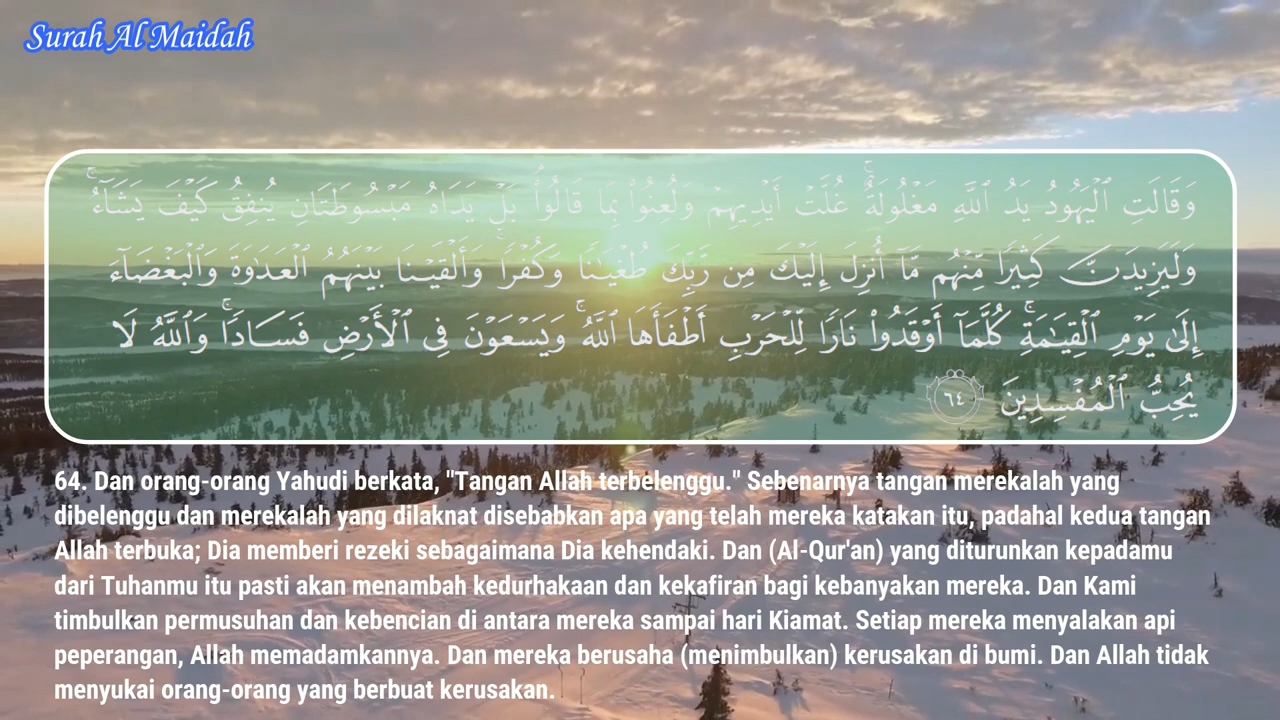 Surah Al Maidah
وَقَالَتِ ٱلْيَهُودُ يَدُ ٱللَّهِ مَغْلُولَةٌ ۚ غُلَّتْ أَيْدِيهِمْ وَلُعِنُوا۟ بِمَا قَالُوا۟ ۘ بَلْ يَدَاهُ مَبْسُوطَتَانِ يُنفِقُ كَيْفَ يَشَآءُ ۚ
وَلَيَزِيدَنَّ كَثِيرًا مِّنْهُم مَّآ أُنزِلَ إِلَيْكَ مِن رَّبِّكَ طُغْيَـٰنًا وَكُفْرًا ۚ وَأَلْقَيْنَا بَيْنَهُمُ ٱلْعَدَٰوَةَ وَٱلْبَغْضَآءَ
إِلَىٰ يَوْمِ ٱلْقِيَـٰمَةِ ۚ كُلَّمَآ أَوْقَدُوا۟ نَارًا لِّلْحَرْبِ أَطْفَأَهَا ٱللَّهُ ۚ وَيَسْعَوْنَ فِى ٱلْأَرْضِ فَسَادًا ۚ وَٱللَّهُ لَا
يُحِبُّ ٱلْمُفْسِدِينَ ٦٤
64. Dan orang-orang Yahudi berkata, "Tangan Allah terbelenggu." Sebenarnya tangan merekalah yang
dibelenggu dan merekalah yang dilaknat disebabkan apa yang telah mereka katakan itu, padahal kedua tangan
Allah terbuka; Dia memberi rezeki sebagaimana Dia kehendaki. Dan (Al-Qur'an) yang diturunkan kepadamu
dari Tuhanmu itu pasti akan menambah kedurhakaan dan kekafiran bagi kebanyakan mereka. Dan Kami
timbulkan permusuhan dan kebencian di antara mereka sampai hari Kiamat. Setiap mereka menyalakan api
peperangan, Allah memadamkannya. Dan mereka berusaha (menimbulkan) kerusakan di bumi. Dan Allah tidak
menyukai orang-orang yang berbuat kerusakan.